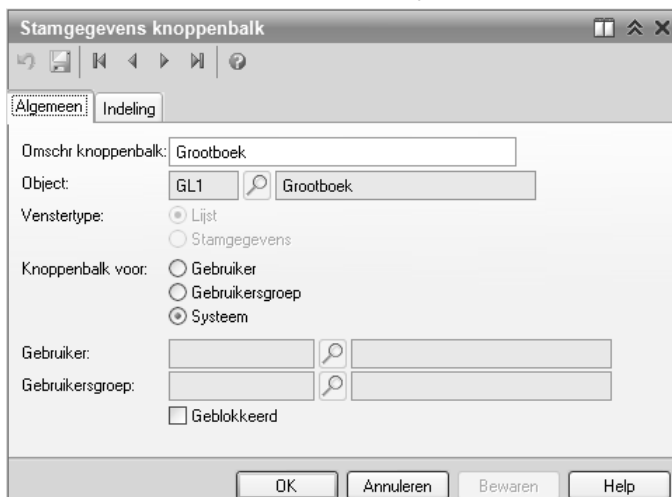 Stamgegevens knoppenbalk
Algemeen Indeling
Omschr knoppenbalk: Grootboek
Object: GL1 Grootboek
Venstertype: Lijst
Stamgegevens
Knoppenbalk voor: Gebruiker
Gebruikersgroep
Systeem
Gebruiker:
Gebruikersgroep:
Geblokkeerd
OK Annuleren Bewaren Help